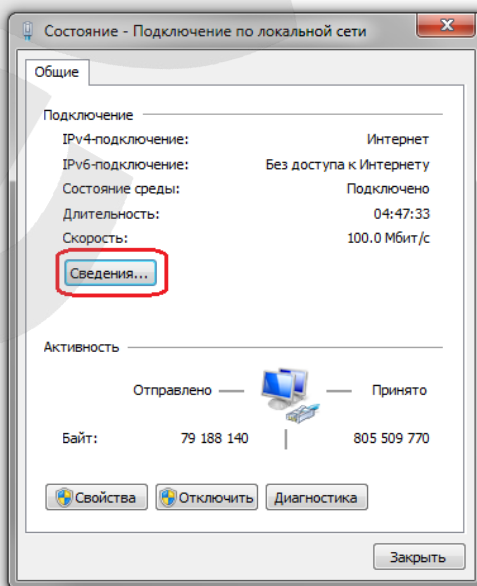 Состояние - Подключение по локальной сети
Общие
Подключение
IPv4-подключение: Интернет
IPv6-подключение: Без доступа к Интернету
Состояние среды: Подключено
Длительность: 04:47:33
Скорость: 100.0 Мбит/с
Сведения...
Активность
Отправлено — — Принято
Байт: 79 188 140 | 805 509 770
Свойства Отключить Диагностика
Закрыть